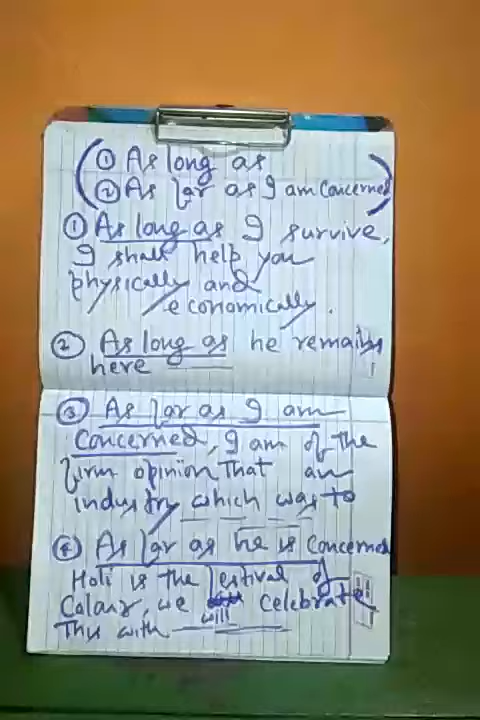 ① As long as
② As far as I am concerned
① As long as I survive,
I shall help you
physically and
economically.
② As long as he remains
here
③ As far as I am
concerned, I am of the
firm opinion that an
industry which was to
④ As far as he is concerned
Holi is the festival of
Colour, we will celebrate
this with